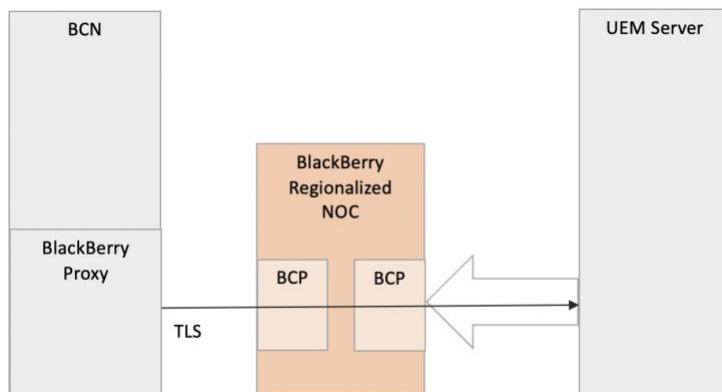 BCN
UEM Server
BlackBerry
Regionalized
NOC
BlackBerry
Proxy
BCP
BCP
TLS